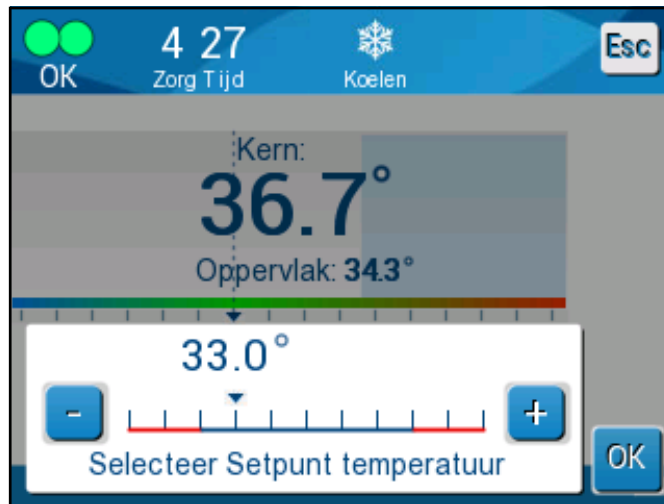 4 27
Esc
OK
Zorg Tijd
Koelen
Kern:
36.7°
Oppervlak: 34.3°
33.0°
-
+
Selecteer Setpunt temperatuur
OK